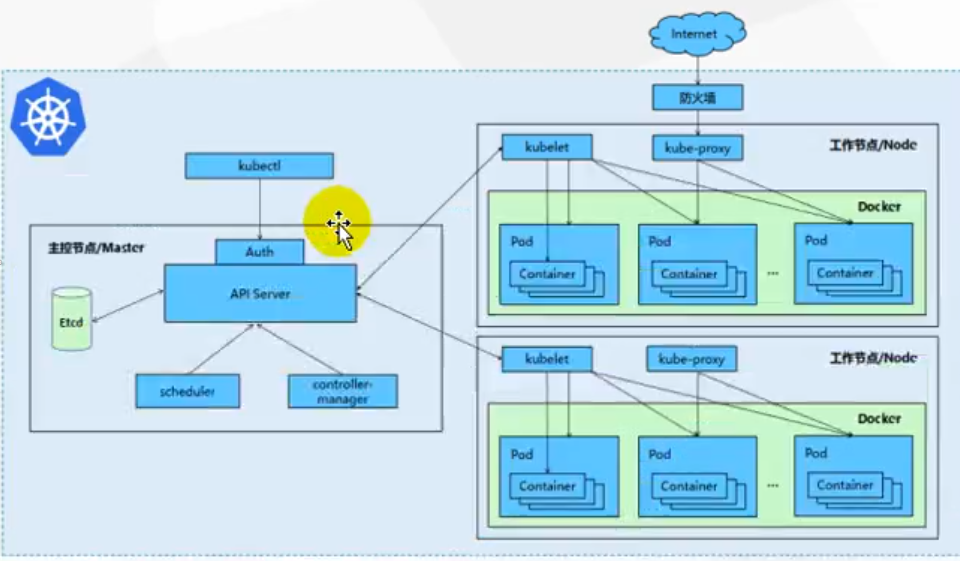 Internet
防火墙
kubelet
kube-proxy
工作节点/Node
kubectl
Docker
主控节点/Master
Auth
API Server
Etcd
scheduler
controller-
manager
Pod
Container
Pod
Container
...
Pod
Container
kubelet
kube-proxy
工作节点/Node
Docker
Pod
Container
Pod
Container
...
Pod
Container